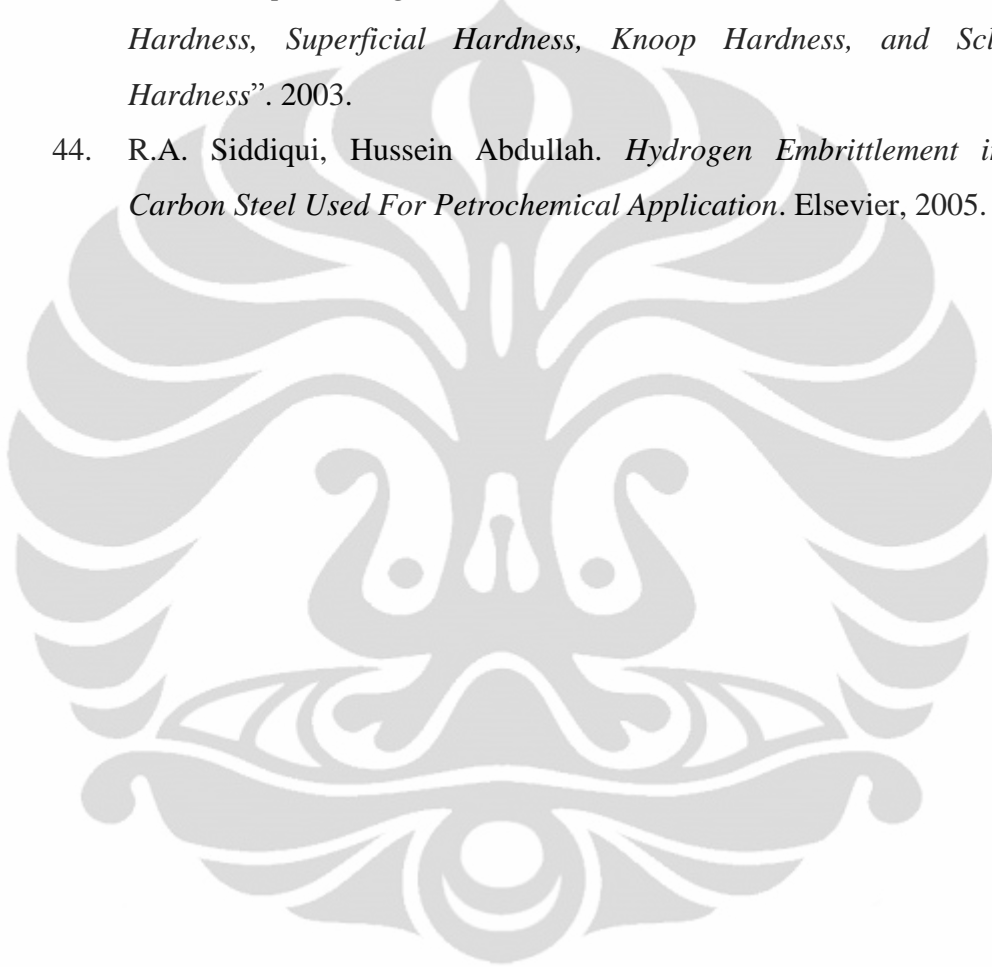 Hardness, Superficial Hardness, Knoop Hardness, and
Hardness”. 2003.
44. R.A. Siddiqui, Hussein Abdullah. Hydrogen Embrittlement
Carbon Steel Used For Petrochemical Application. Elsevier, 2005.